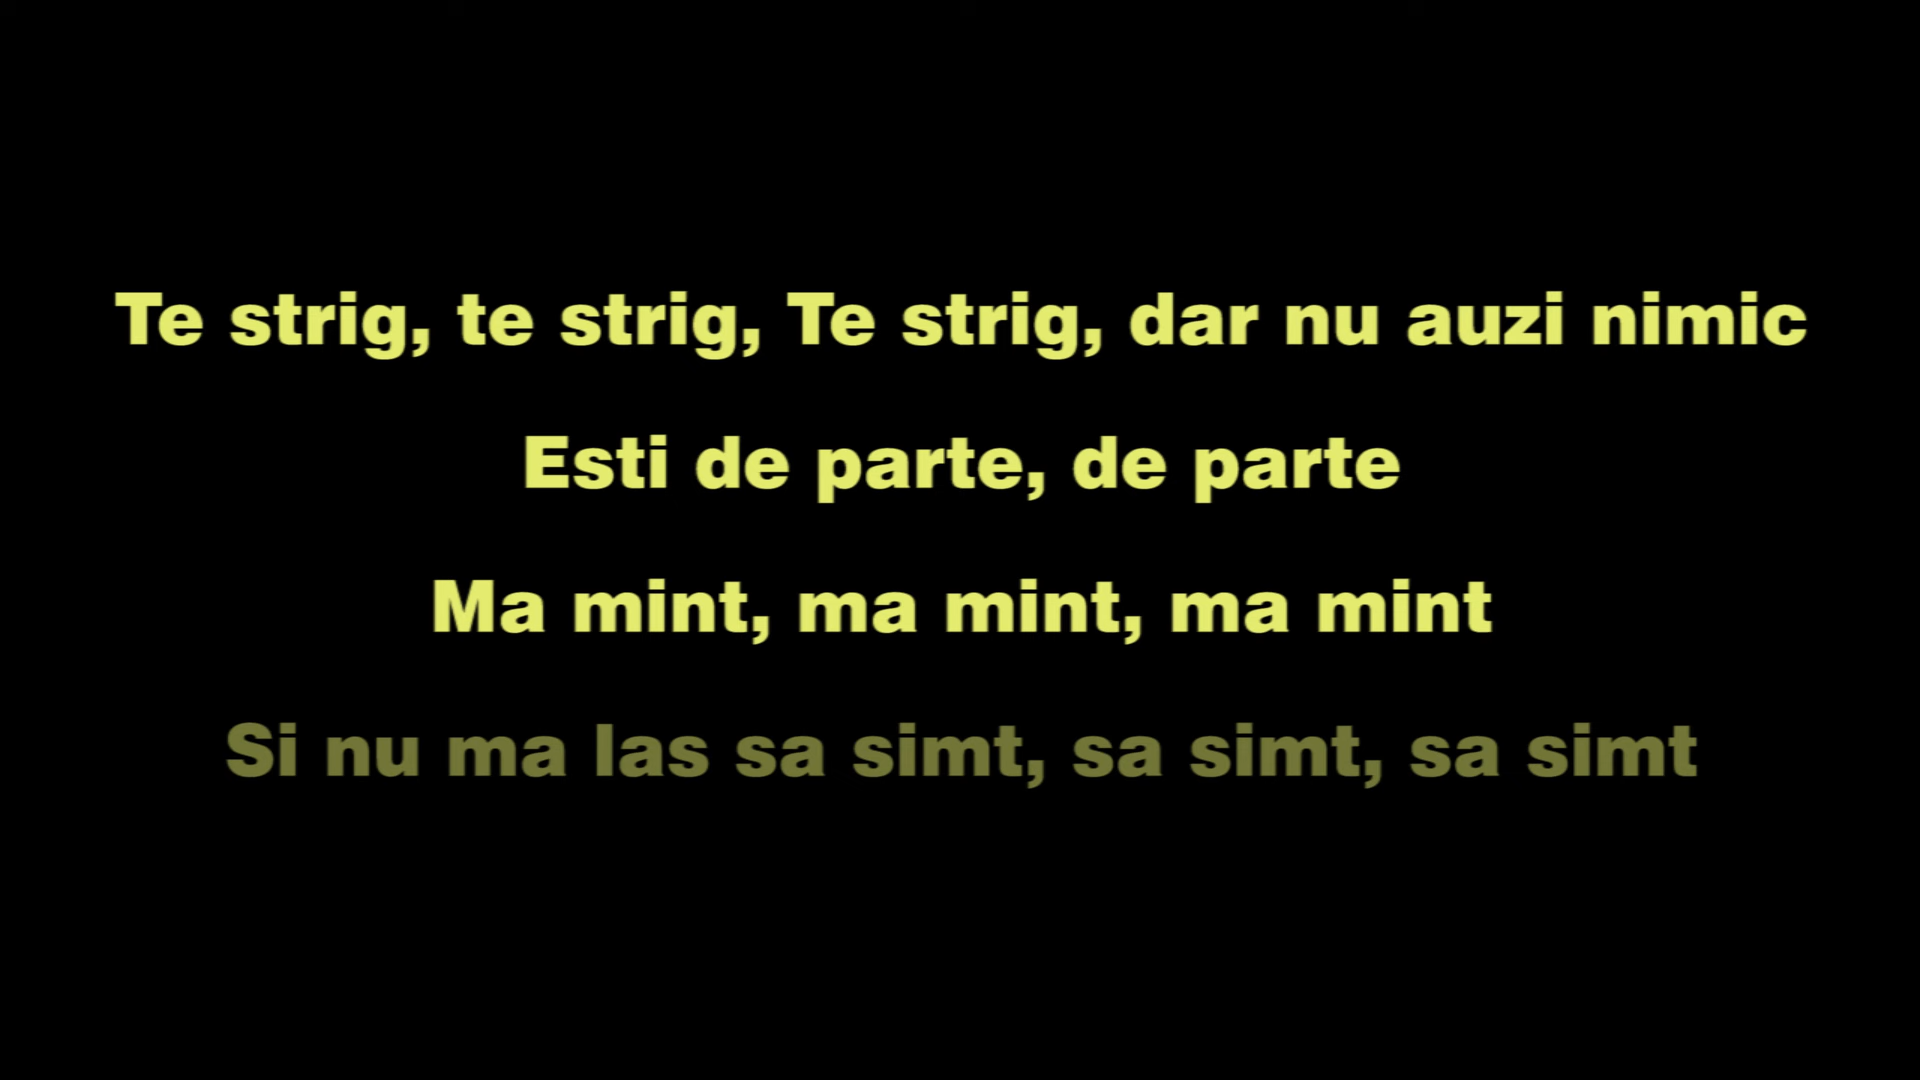 Te strig, te strig, Te strig, dar nu auzi nimic
Esti de parte, de parte
Ma mint, ma mint, ma mint
Si nu ma las sa simt, sa simt, sa simt